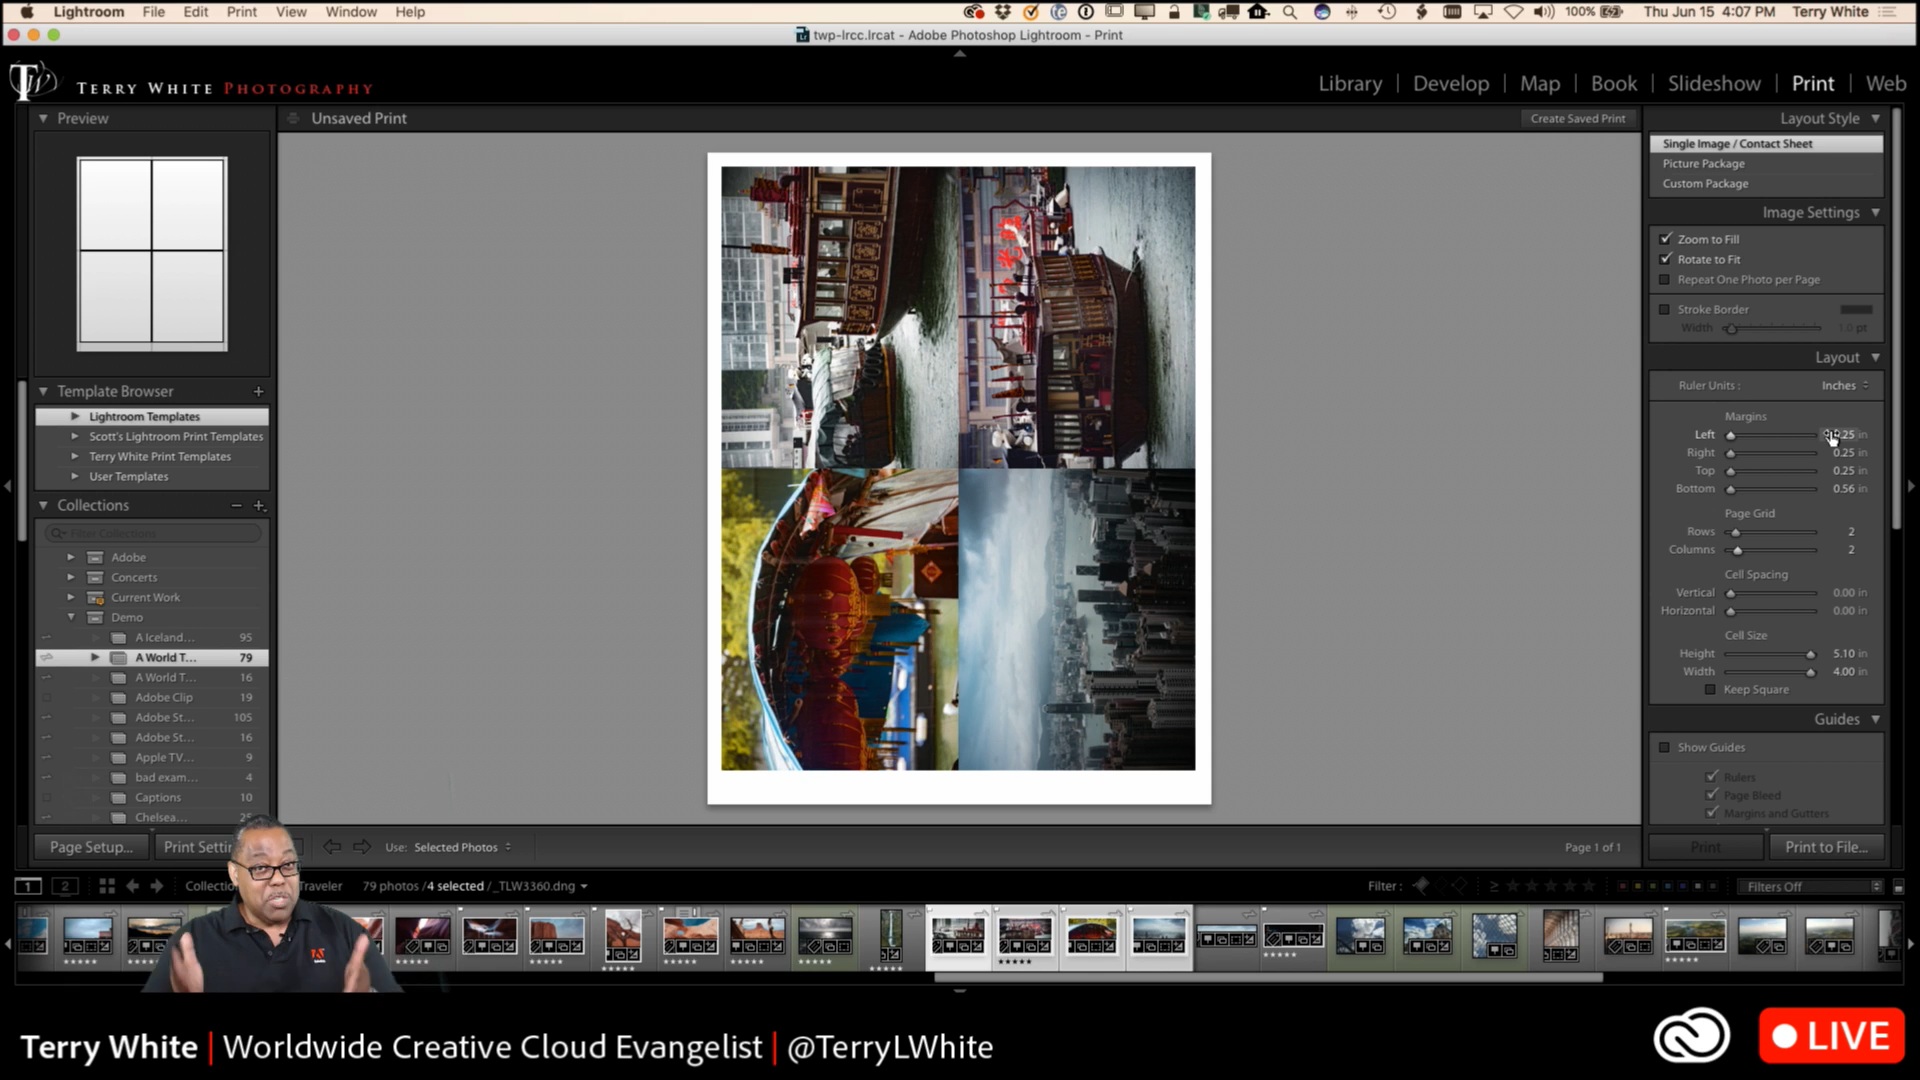 Lightroom File Edit Print View Window Help
100% Thu Jun 15 4:07 PM Terry White
twp-lrcc.lrcat - Adobe Photoshop Lightroom - Print
TERRY WHITE PHOTOGRAPHY
Library | Develop | Map | Book | Slideshow | Print | Web
Preview
Unsaved Print
Create Saved Print
Layout Style
Single Image / Contact Sheet
Picture Package
Custom Package
Image Settings
Zoom to Fill
Rotate to Fit
Repeat One Photo per Page
Stroke Border
Width 1.0 pt
Layout
Ruler Units : Inches
Margins
Left .25 in
Right 0.25 in
Top 0.25 in
Bottom 0.56 in
Page Grid
Rows 2
Columns 2
Cell Spacing
Vertical 0.00 in
Horizontal 0.00 in
Cell Size
Height 5.10 in
Width 4.00 in
Keep Square
Guides
Show Guides
Rulers
Page Bleed
Margins and Gutters
Template Browser
Lightroom Templates
Scott's Lightroom Print Templates
Terry White Print Templates
User Templates
Collections
Filter Collections
Adobe
Concerts
Current Work
Demo
A Iceland... 95
A World T... 79
A World T... 16
Adobe Clip 19
Adobe St... 105
Adobe St... 16
Apple TV... 9
bad exam... 4
Captions 10
Chelsea...
Page Setup...
Print Setti
Use: Selected Photos
Page 1 of 1
Print
Print to File...
1 2
Collectio
Traveler
79 photos / 4 selected / _TLW3360.dng
Filter :
Filters Off
Terry White | Worldwide Creative Cloud Evangelist | @TerryLWhite
LIVE